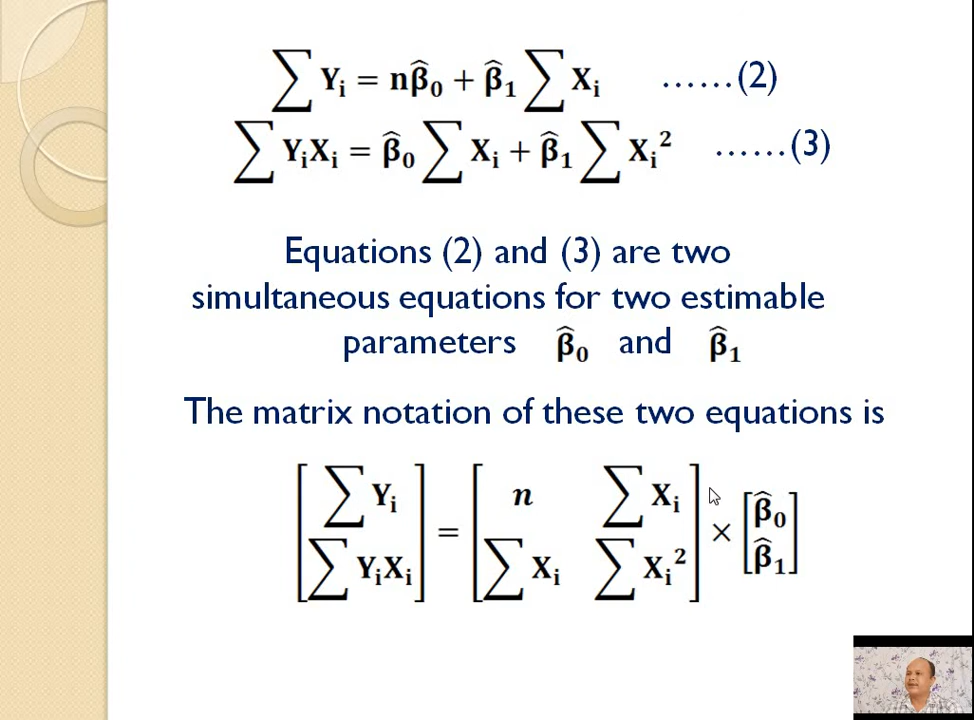 ∑ Yᵢ = nβ̂₀ + β̂₁ ∑ Xᵢ ……(2)
∑ YᵢXᵢ = β̂₀ ∑ Xᵢ + β̂₁ ∑ Xᵢ² ……(3)
Equations (2) and (3) are two
simultaneous equations for two estimable
parameters β̂₀ and β̂₁
The matrix notation of these two equations is
[∑ Yᵢ; ∑ YᵢXᵢ] = [n ∑ Xᵢ; ∑ Xᵢ ∑ Xᵢ²] × [β̂₀; β̂₁]